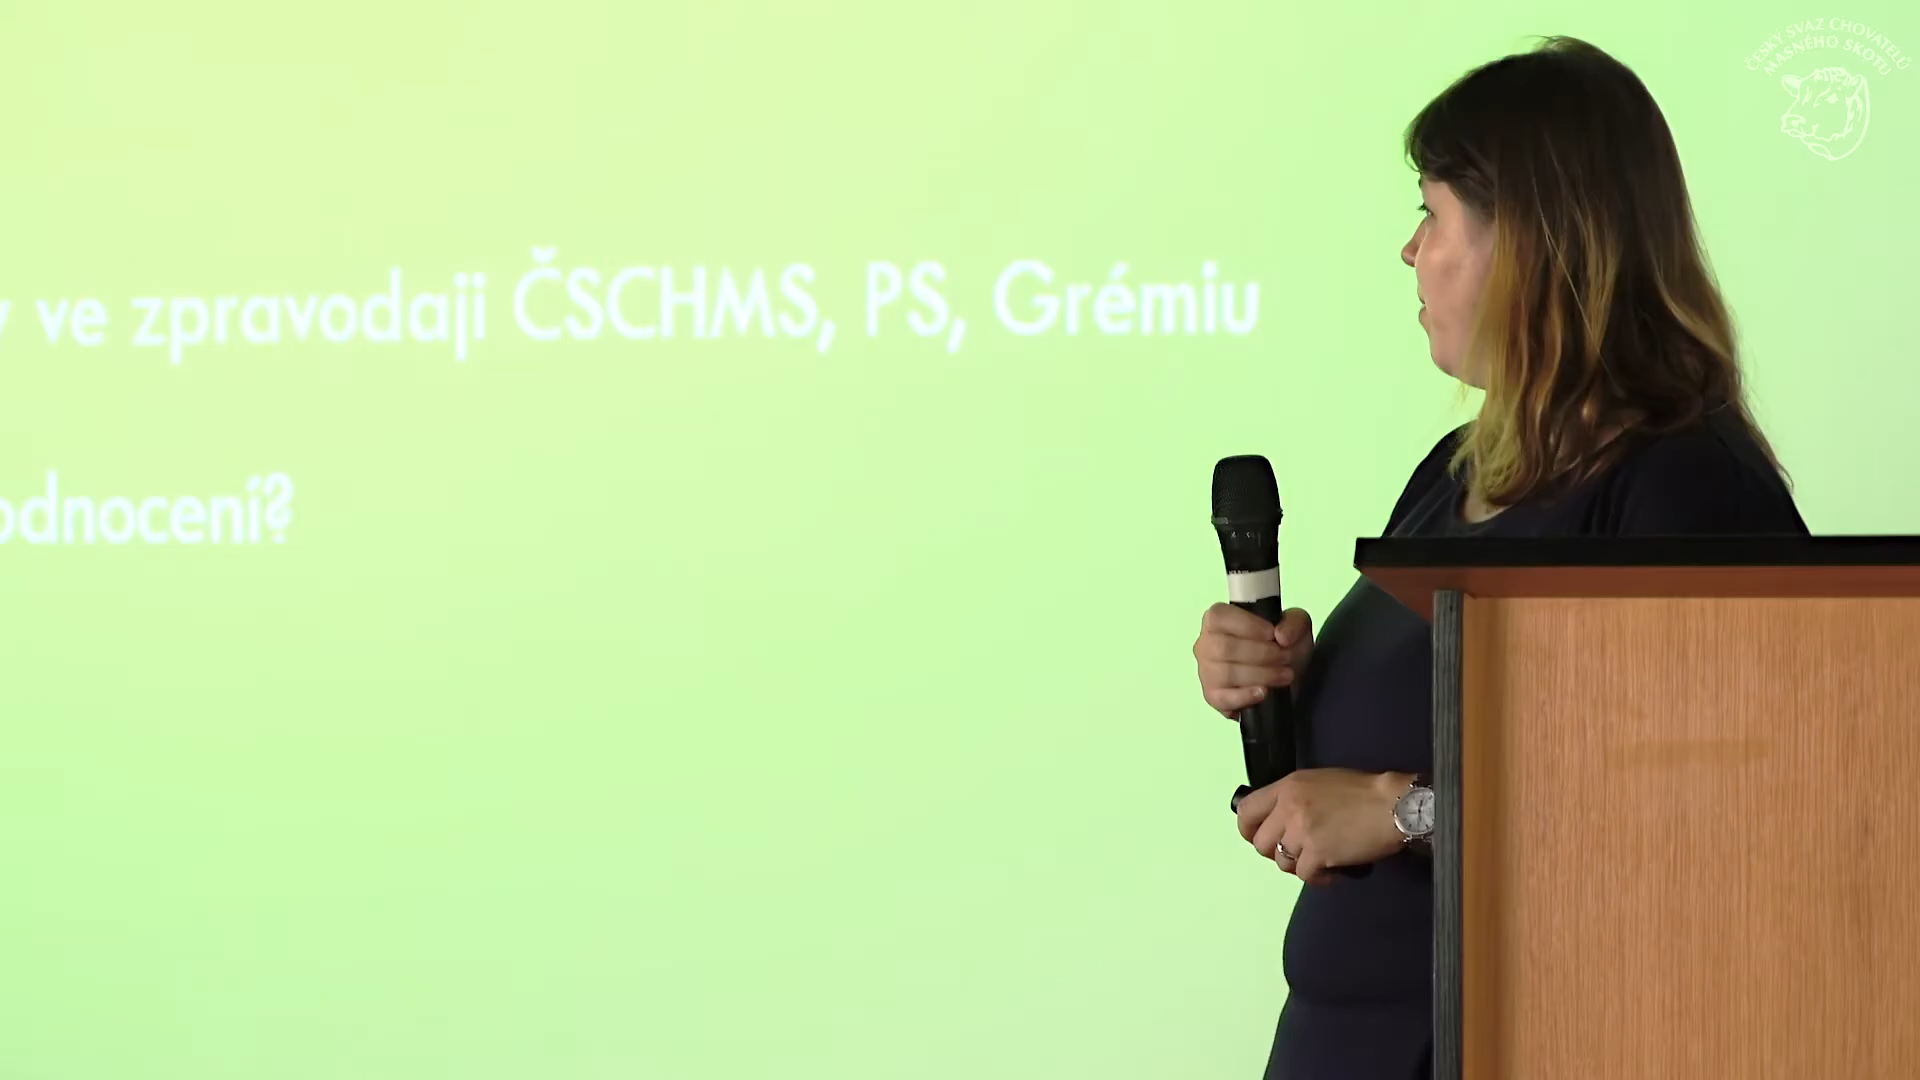 ve zpravodaji ČSCHMS, PS, Grémiu
odnocení?
ČESKÝ SVAZ CHOVATELŮ
MASNÉHO SKOTU